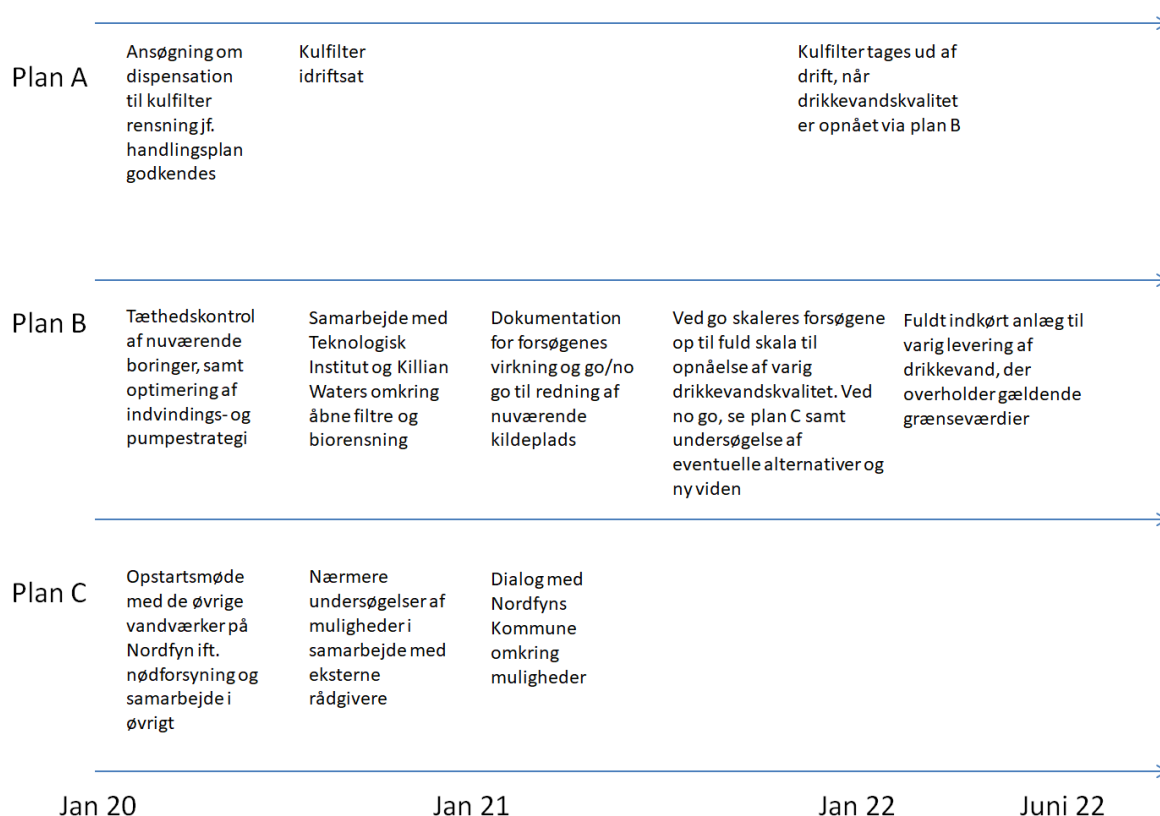 Plan A
Ansøgning om
dispensation
til kulfilter
rensning jf.
handlingsplan
godkendes
Kulfilter
idriftsat
Kulfilter tages ud af
drift, når
drikkevandskvalitet
er opnået via plan B
Plan B
Tæthedskontrol
af nuværende
boringer, samt
optimering af
indvindings- og
pumpestrategi
Samarbejde med
Teknologisk
Institut og Killian
Waters omkring
åbne filtre og
biorensning
Dokumentation
for forsøgenes
virkning og go/no
go til redning af
nuværende
kildeplads
Ved go skaleres forsøgene
op til fuld skala til
opnåelse af varig
drikkevandskvalitet. Ved
no go, se plan C samt
undersøgelse af
eventuelle alternativer og
ny viden
Fuldt indkørt anlæg til
varig levering af
drikkevand, der
overholder gældende
grænseværdier
Plan C
Opstartsmøde
med de øvrige
vandværker på
Nordfyn ift.
nødforsyning og
samarbejde i
øvrigt
Nærmere
undersøgelser af
muligheder i
samarbejde med
eksterne
rådgivere
Dialog med
Nordfyns
Kommune
omkring
muligheder
Jan 20
Jan 21
Jan 22
Juni 22